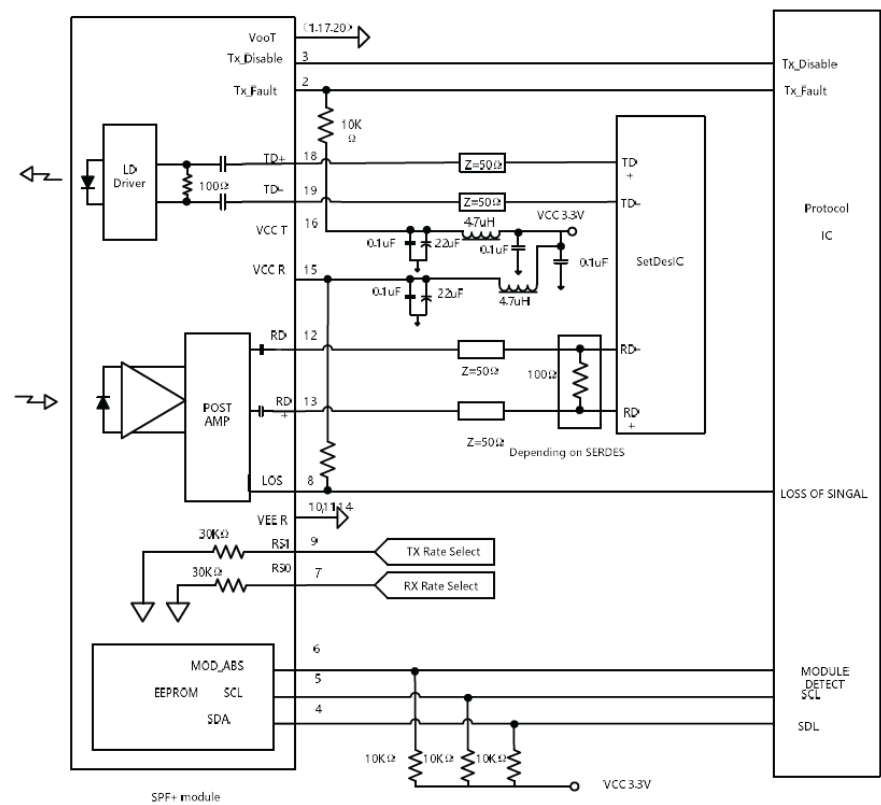 VooT
(1.17.20)
Tx_Disable
3
Tx_Disable
Tx_Fault
2
Tx_Fault
10K
Ω
LD
Driver
100Ω
TD+
18
Z=50Ω
TD
+
TD-
19
Z=50Ω
TD-
VCC T
16
0.1uF
22uF
4.7uH
0.1uF
VCC 3.3V
0.1uF
SetDesIC
Protocol
IC
VCC R
15
0.1uF
22uF
4.7uH
RD
12
Z=50Ω
RD-
100Ω
POST
AMP
RD
+
13
Z=50Ω
RD
+
Depending on SERDES
LOS
8
LOSS OF SINGAL
VEE R
10,11.14
30KΩ
RS1
9
TX Rate Select
30KΩ
RS0
7
RX Rate Select
MOD_ABS
6
MODULE
DETECT
EEPROM
SCL
5
SCL
SDA
4
SDL
10KΩ
10KΩ
10KΩ
VCC 3.3V
SPF+ module